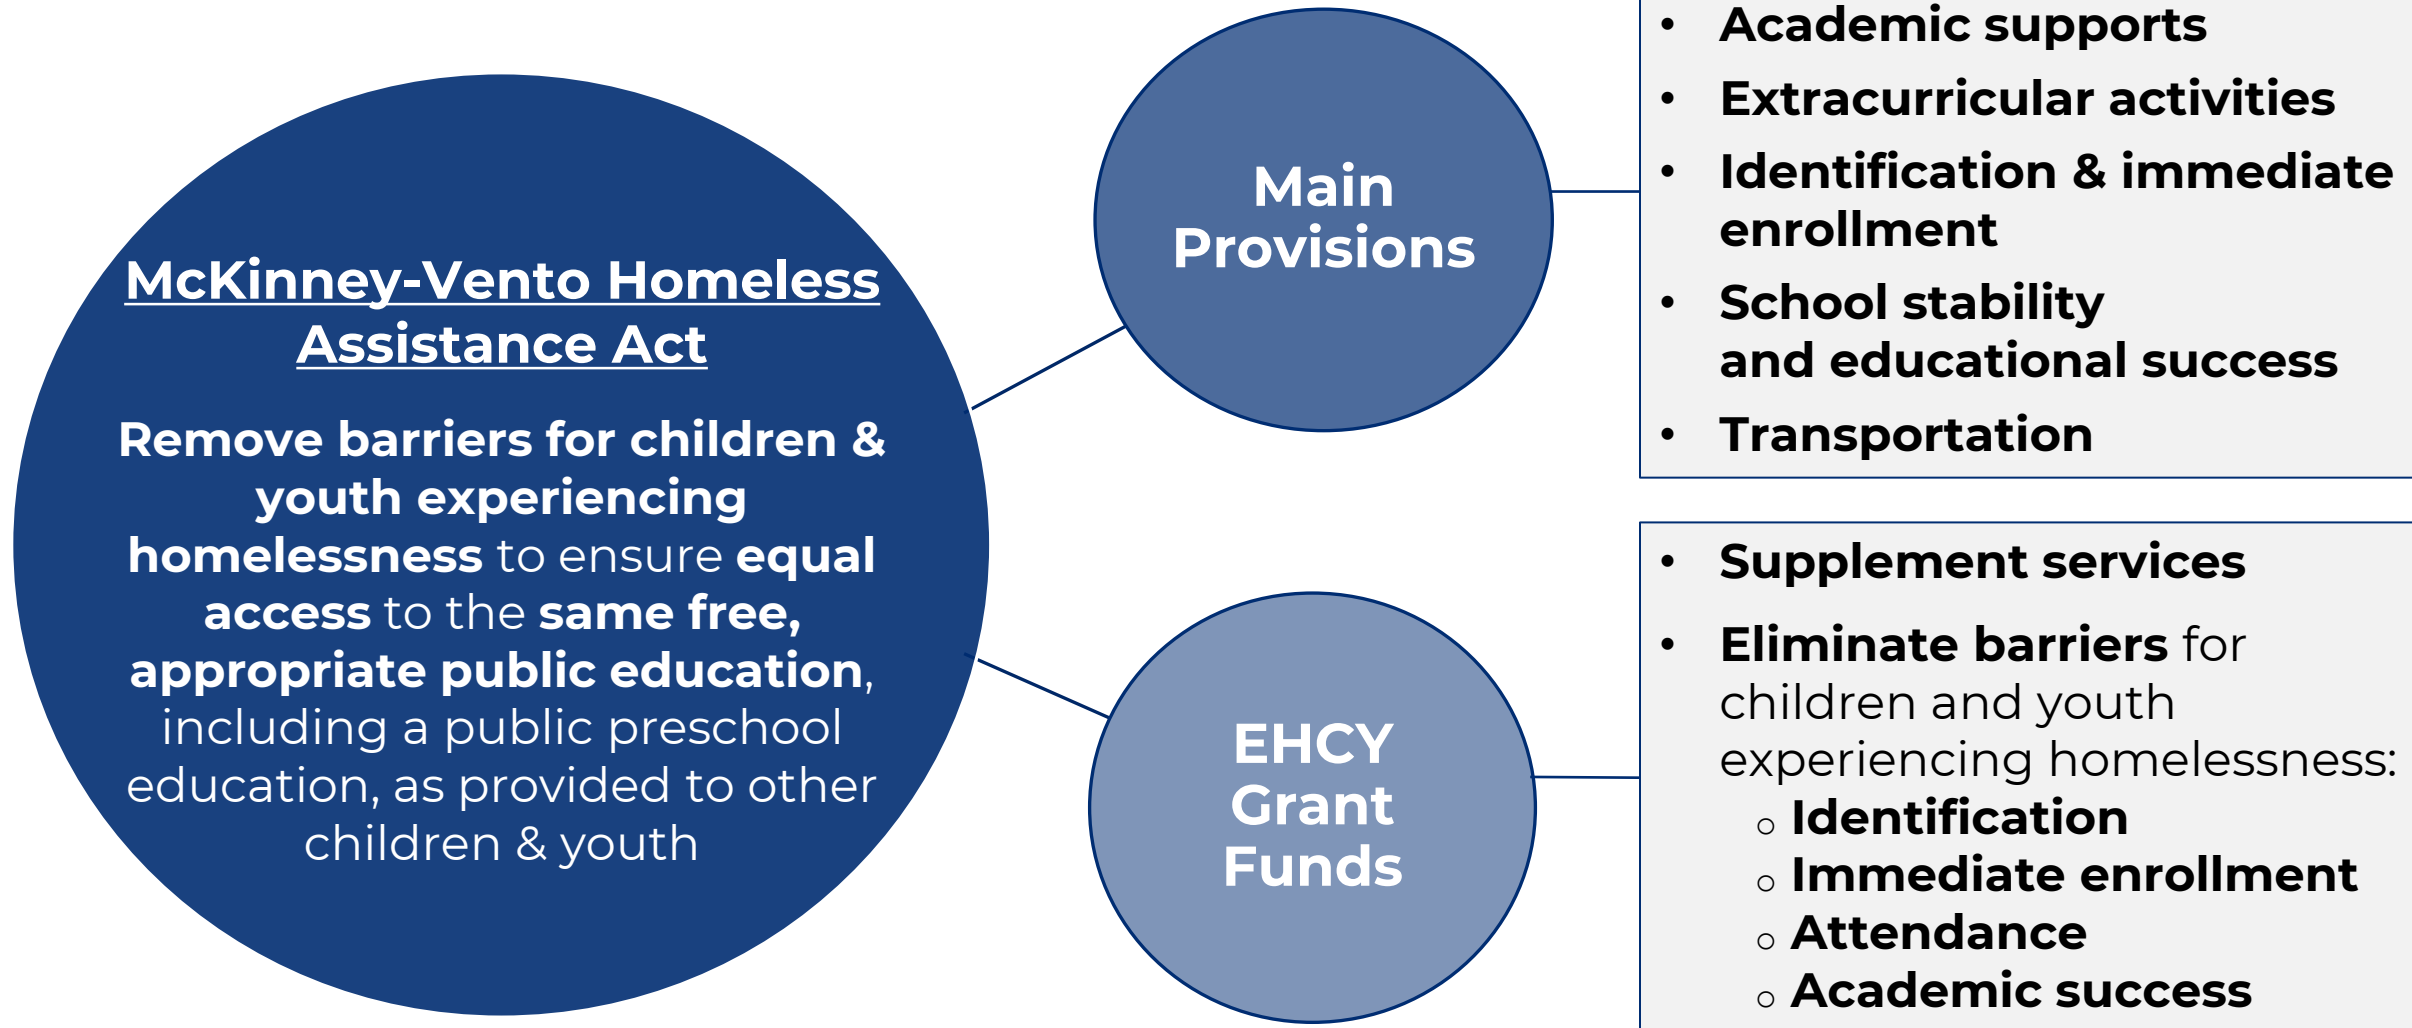 McKinney-Vento Homeless
Assistance Act
Remove barriers for children &
youth experiencing
homelessness to ensure equal
access to the same free,
appropriate public education,
including a public preschool
education, as provided to other
children & youth
Main
Provisions
• Academic supports
• Extracurricular activities
• Identification & immediate
enrollment
• School stability
and educational success
• Transportation
EHCY
Grant
Funds
• Supplement services
• Eliminate barriers for
children and youth
experiencing homelessness:
o Identification
o Immediate enrollment
o Attendance
o Academic success